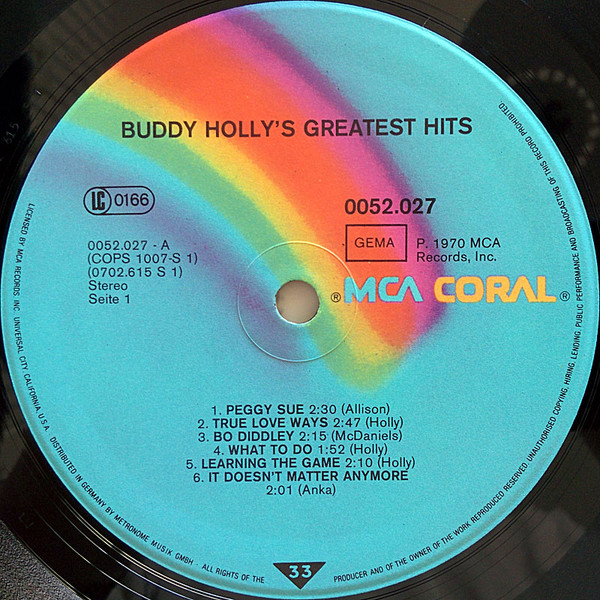 BUDDY HOLLY'S GREATEST HITS
LC 0166
0052.027
0052.027 - A
(COPS 1007-S 1)
(0702.615 S 1)
Stereo
Seite 1
GEMA
P. 1970 MCA
Records, Inc.
® MCA CORAL ®
1. PEGGY SUE 2:30 (Allison)
2. TRUE LOVE WAYS 2:47 (Holly)
3. BO DIDDLEY 2:15 (McDaniels)
4. WHAT TO DO 1:52 (Holly)
5. LEARNING THE GAME 2:10 (Holly)
6. IT DOESN'T MATTER ANYMORE
2:01 (Anka)
33
LICENSED BY MCA RECORDS INC. UNIVERSAL CITY, CALIFORNIA, U.S.A. DISTRIBUTED IN GERMANY BY METRONOME MUSIK GMBH · ALL RIGHTS OF THE PRODUCER AND OF THE OWNER OF THE WORK REPRODUCED RESERVED. UNAUTHORISED COPYING, HIRING, LENDING, PUBLIC PERFORMANCE AND BROADCASTING OF THIS RECORD PROHIBITED.